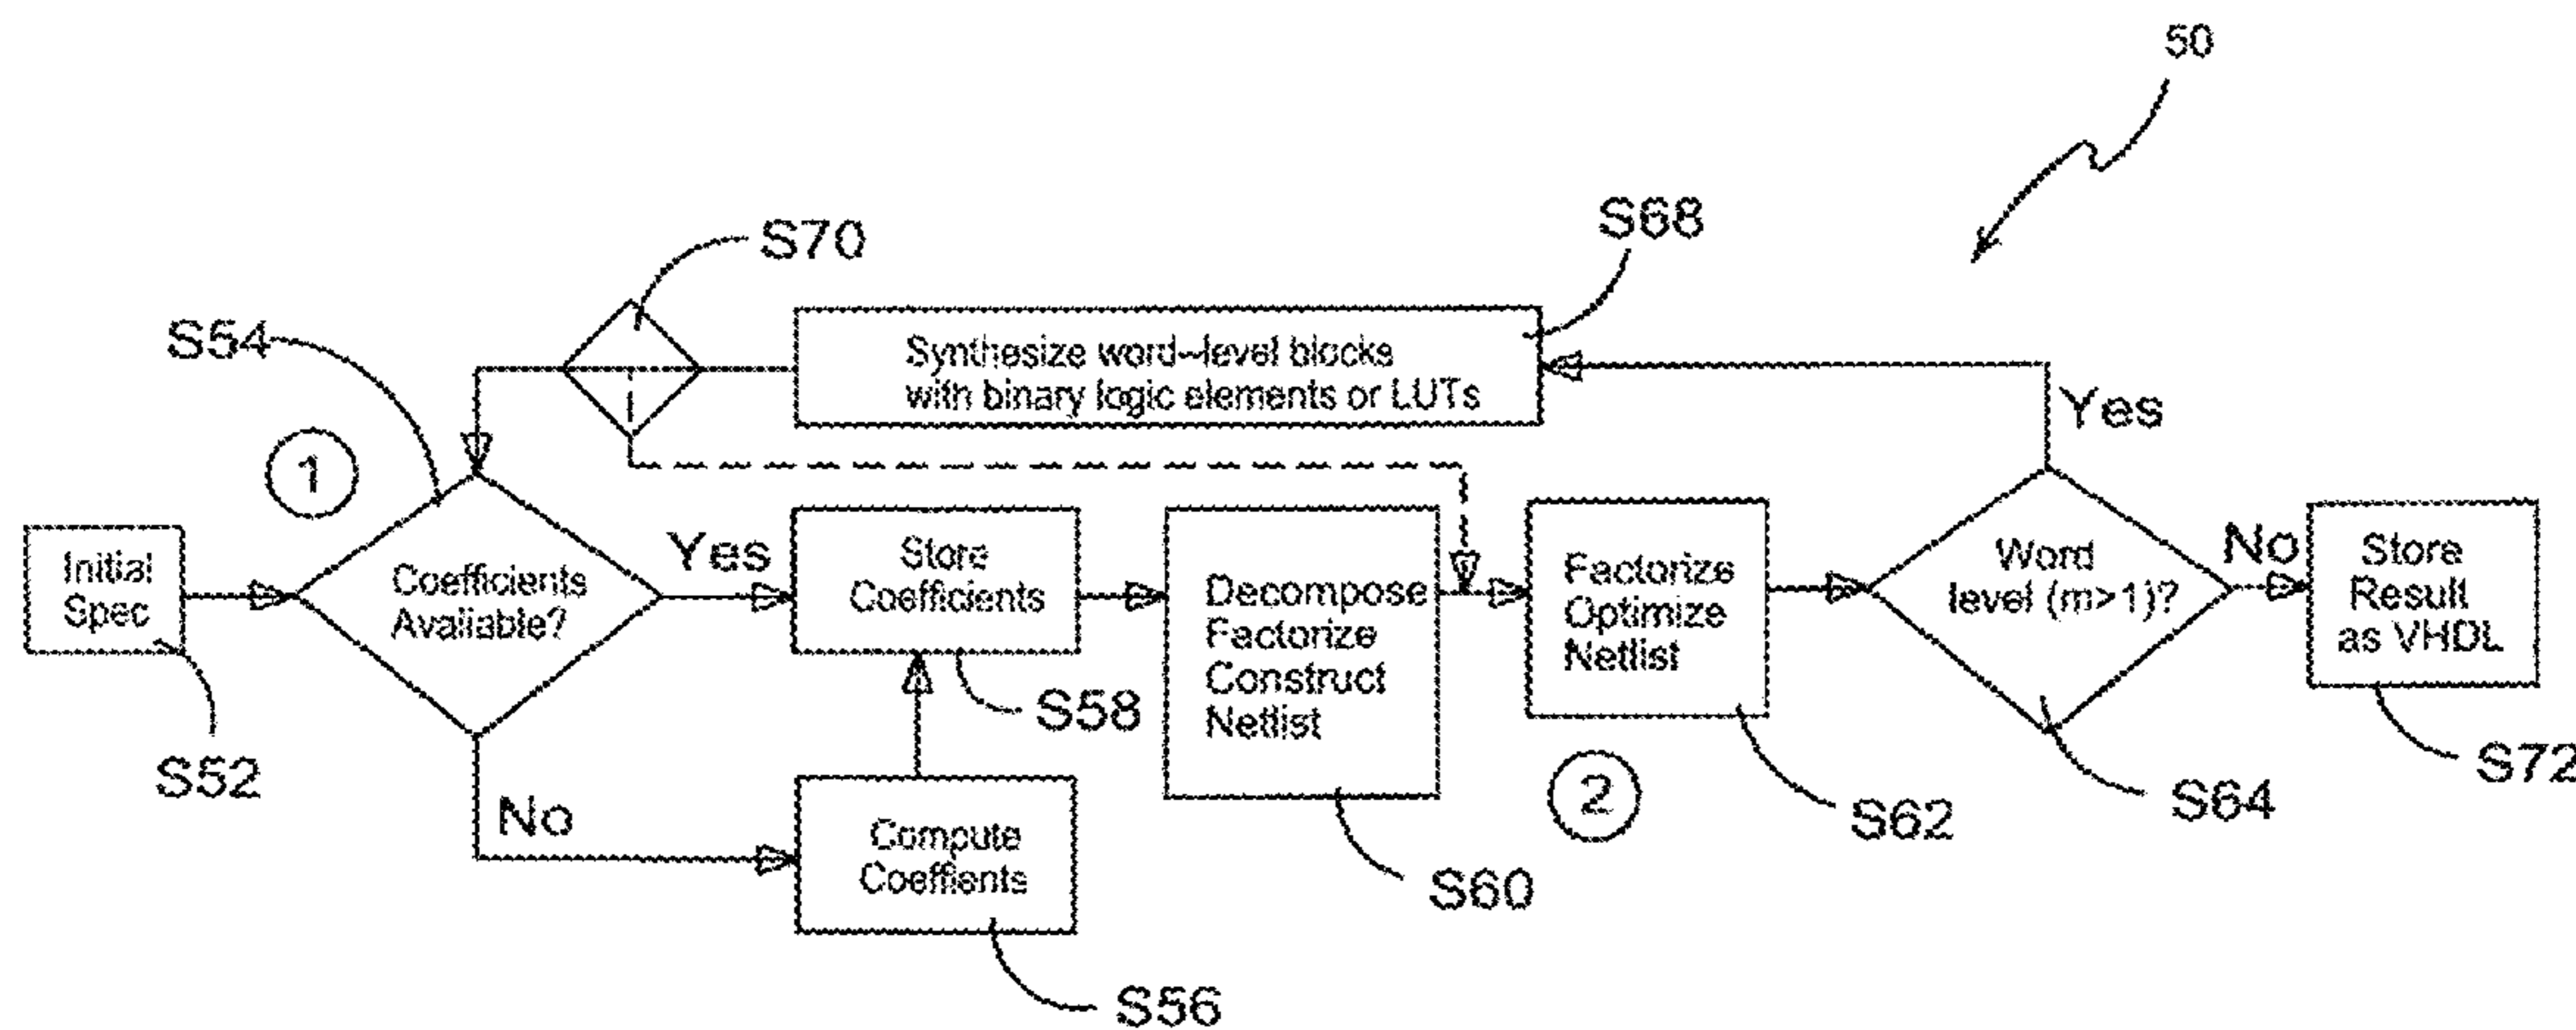 50
S68
S70
S54
Synthesize word-level blocks
with binary logic elements or LUTs
Yes
1
Initial
Spec
Coefficients
Avaliable?
Yes
Store
Coefficients
Decompose
Factorize
Construct
Netlist
Factorize
Optimize
Netlist
Word
level (m>1)?
No
Store
Result
as VHDL
S52
No
S58
2
S62
S64
S72
Compute
Coeffients
S60
S56